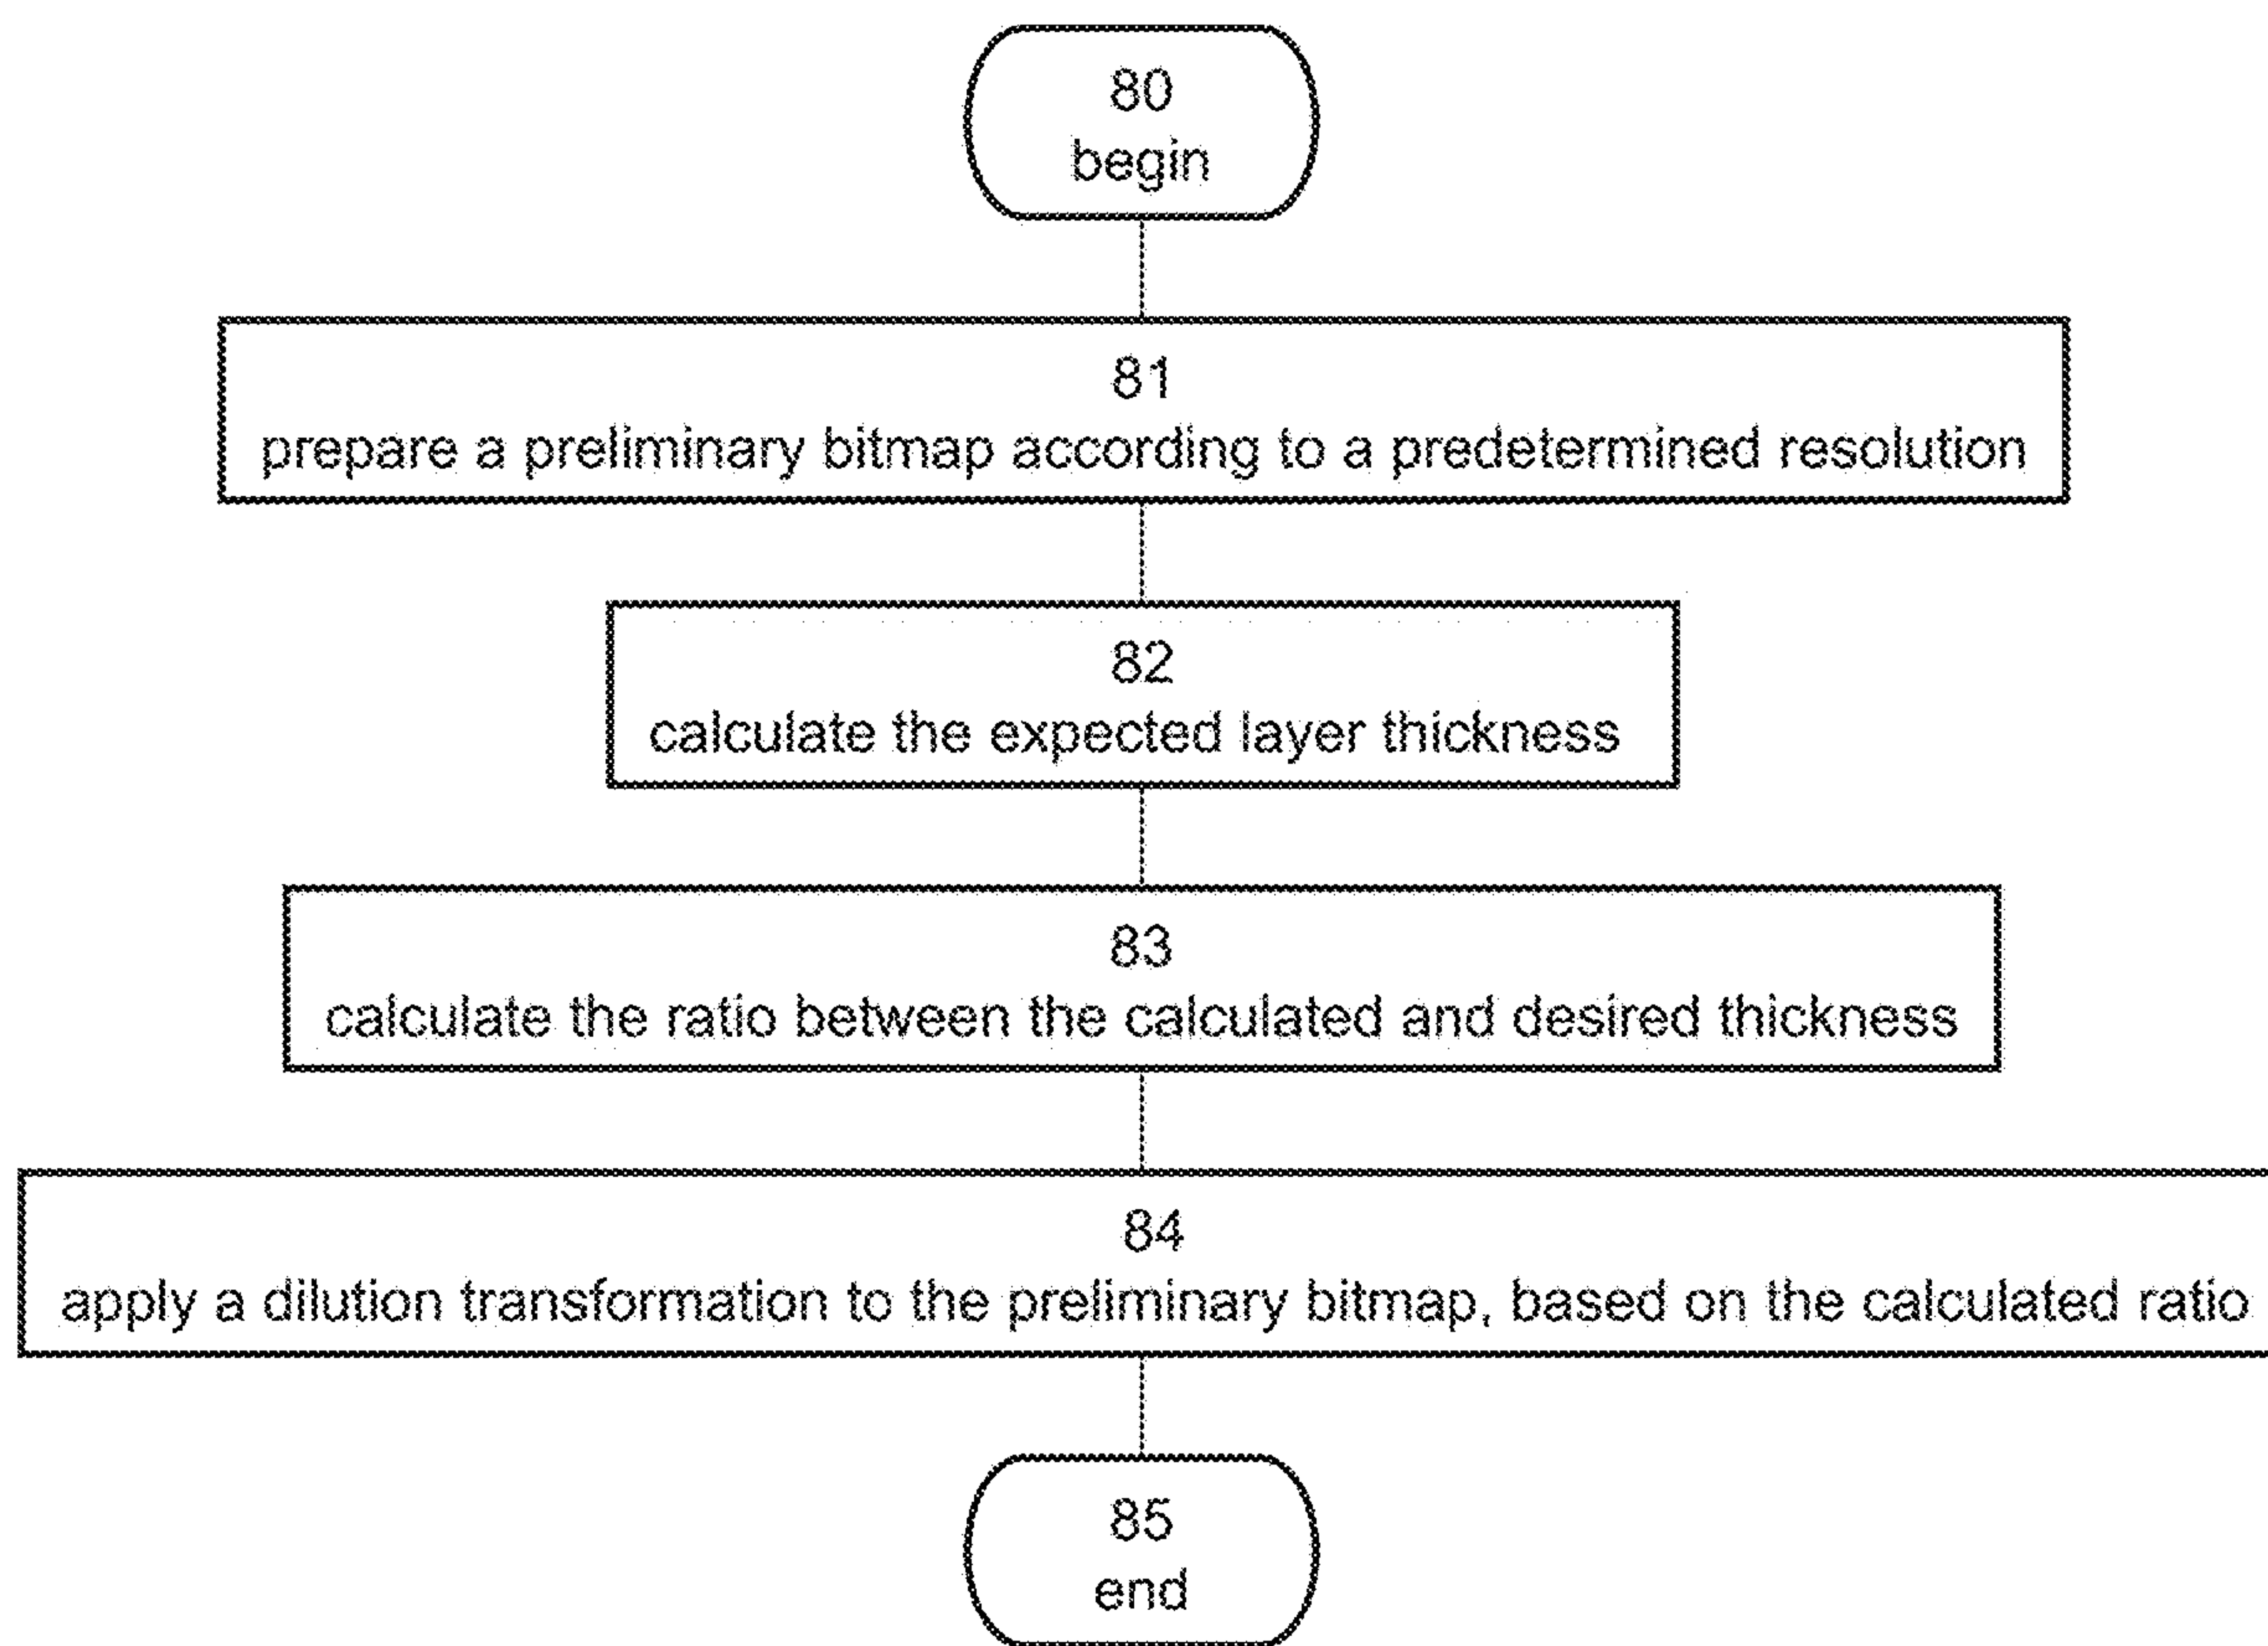 80
begin
81
prepare a preliminary bitmap according to a predetermined resolution
82
calculate the expected layer thickness
83
calculate the ratio between the calculated and desired thickness
84
apply a dilution transformation to the preliminary bitmap, based on the calculated ratio
85
end